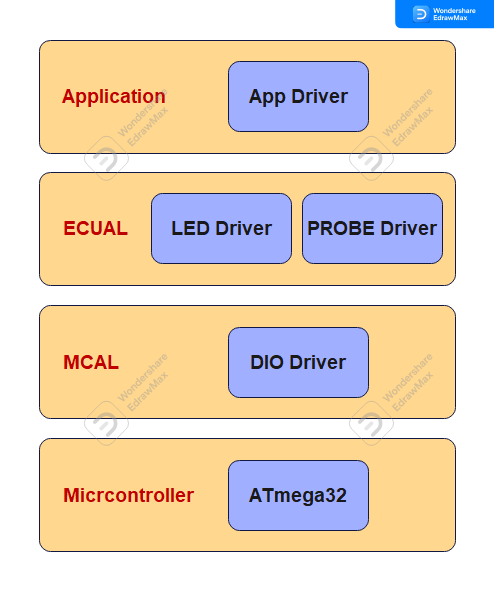 Wondershare
EdrawMax
Application
App Driver
Wondershare
EdrawMax
Wondershare
EdrawMax
ECUAL
LED Driver
PROBE Driver
MCAL
DIO Driver
Wondershare
EdrawMax
Wondershare
EdrawMax
Micrcontroller
ATmega32